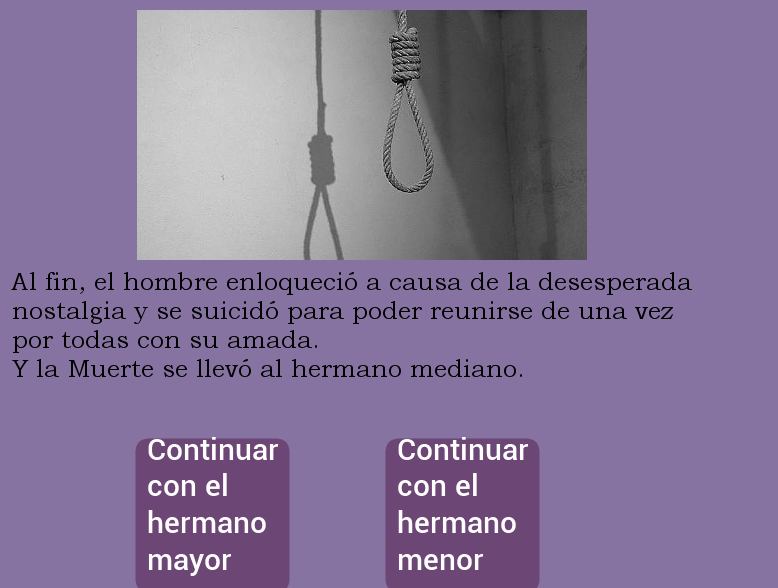 Al fin, el hombre enloqueció a causa de la desesperada
nostalgia y se suicidó para poder reunirse de una vez
por todas con su amada.
Y la Muerte se llevó al hermano mediano.
Continuar
con el
hermano
mayor
Continuar
con el
hermano
menor